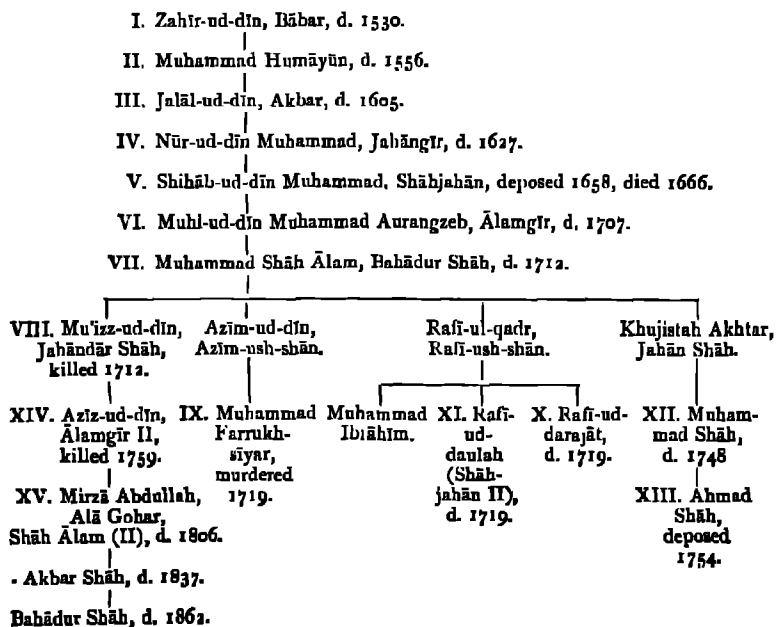 I. Zahīr-ud-dīn, Bābar, d. 1530.
II. Muhammad Humāyūn, d. 1556.
III. Jalāl-ud-dīn, Akbar, d. 1605.
IV. Nūr-ud-dīn Muhammad, Jahāngīr, d. 1627.
V. Shihāb-ud-dīn Muhammad, Shāhjahān, deposed 1658, died 1666.
VI. Muhi-ud-dīn Muhammad Aurangzeb, Ālamgīr, d. 1707.
VII. Muhammad Shāh Ālam, Bahādur Shāh, d. 1712.
VIII. Mu'izz-ud-dīn,
Jahāndār Shāh,
killed 1712.
Azīm-ud-dīn,
Azīm-ush-shān.
Rafī-ul-qadr,
Rafī-ush-shān.
Khujistah Akhtar,
Jahān Shāh.
XIV. Azīz-ud-dīn,
Ālamgīr II,
killed 1759.
IX. Muhammad
Farrukh-
sīyar,
murdered
1719.
Muhammad
Ibrāhīm.
XI. Rafī-
ud-
daulah
(Shāh-
jahān II),
d. 1719.
X. Rafī-ud-
darajāt,
d. 1719.
XII. Muham-
mad Shāh,
d. 1748
XV. Mirzā Abdullah,
Alā Gohar,
Shāh Ālam (II), d. 1806.
XIII. Ahmad
Shāh,
deposed
1754.
. Akbar Shāh, d. 1837.
Bahādur Shāh, d. 1862.